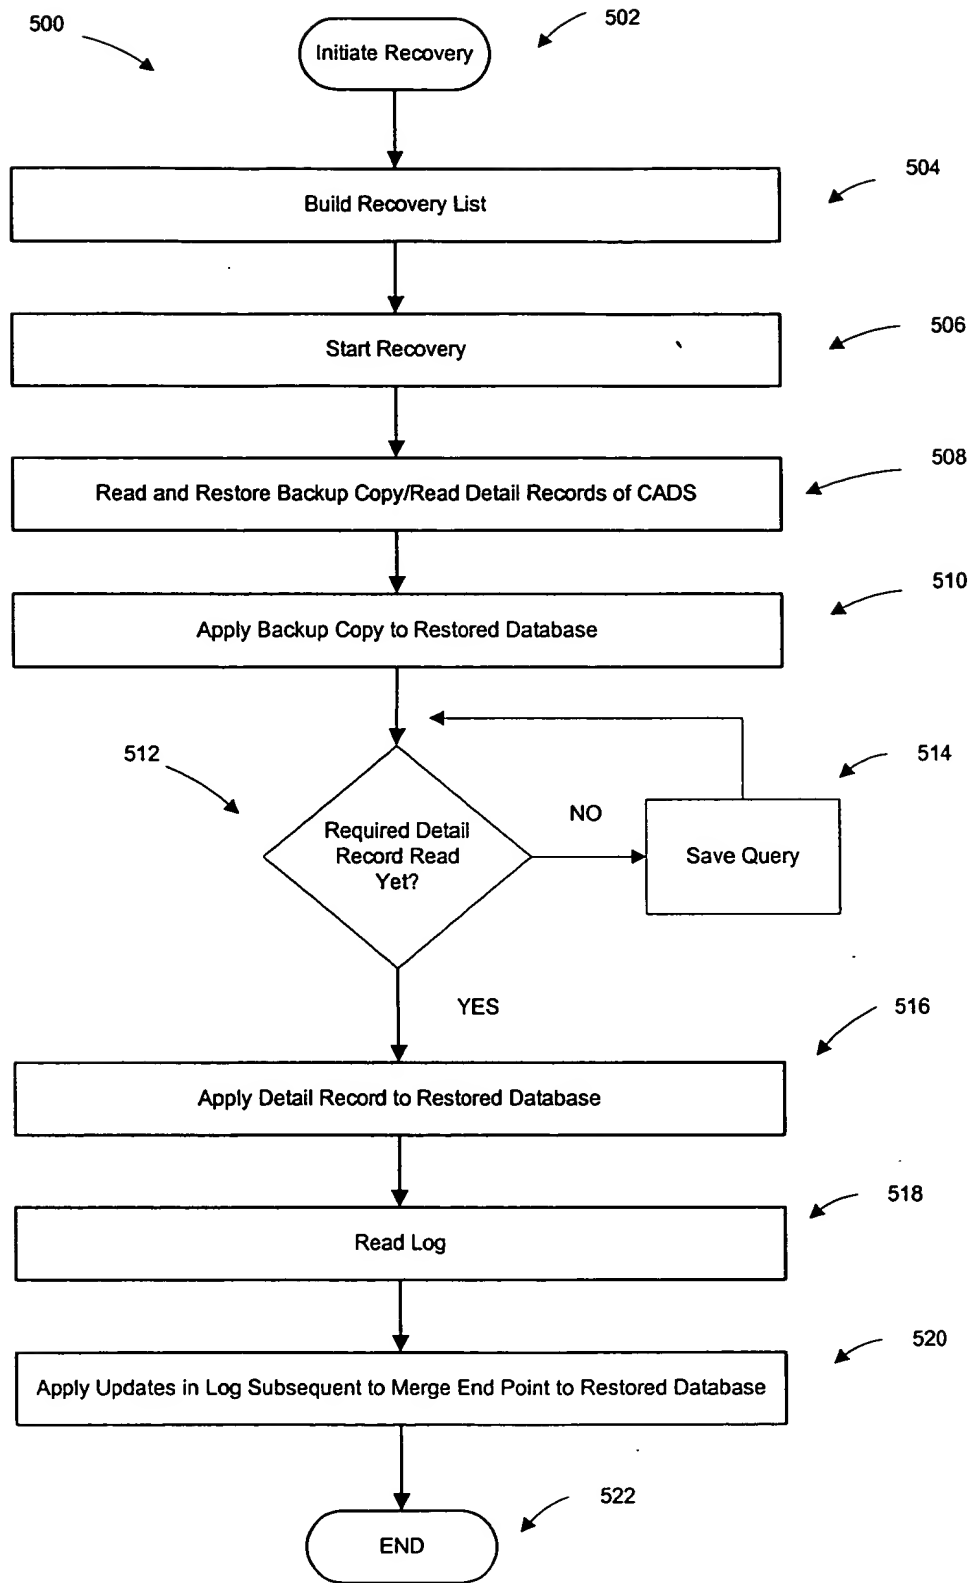 500
502
Initiate Recovery
504
Build Recovery List
506
Start Recovery
508
Read and Restore Backup Copy/Read Detail Records of CADS
510
Apply Backup Copy to Restored Database
512
514
Required Detail
Record Read
Yet?
NO
Save Query
YES
516
Apply Detail Record to Restored Database
518
Read Log
520
Apply Updates in Log Subsequent to Merge End Point to Restored Database
522
END